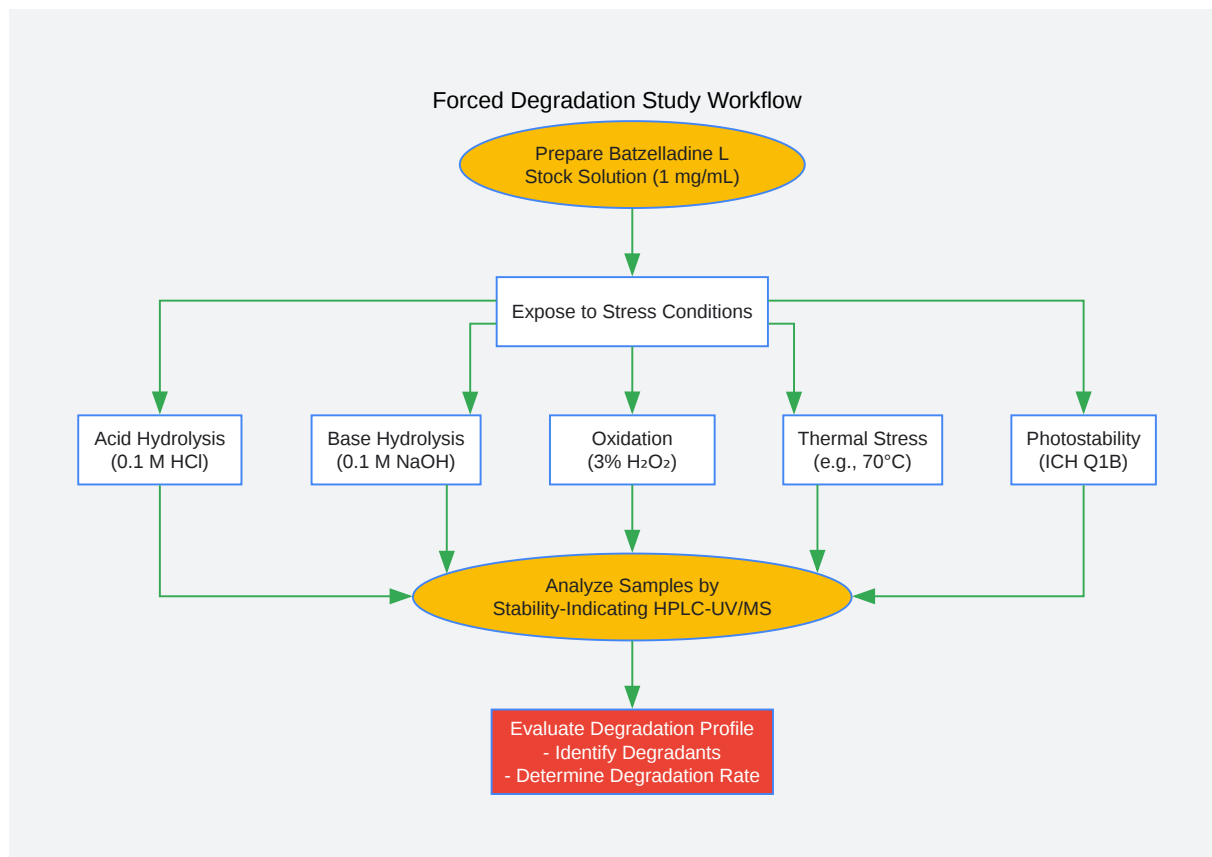 Forced Degradation Study Workflow
Prepare Batzelladine L
Stock Solution (1 mg/mL)
Expose to Stress Conditions
Acid Hydrolysis
(0.1 M HCl)
Base Hydrolysis
(0.1 M NaOH)
Oxidation
(3% H₂O₂)
Thermal Stress
(e.g., 70°C)
Photostability
(ICH Q1B)
Analyze Samples by
Stability-Indicating HPLC-UV/MS
Evaluate Degradation Profile
- Identify Degradants
- Determine Degradation Rate